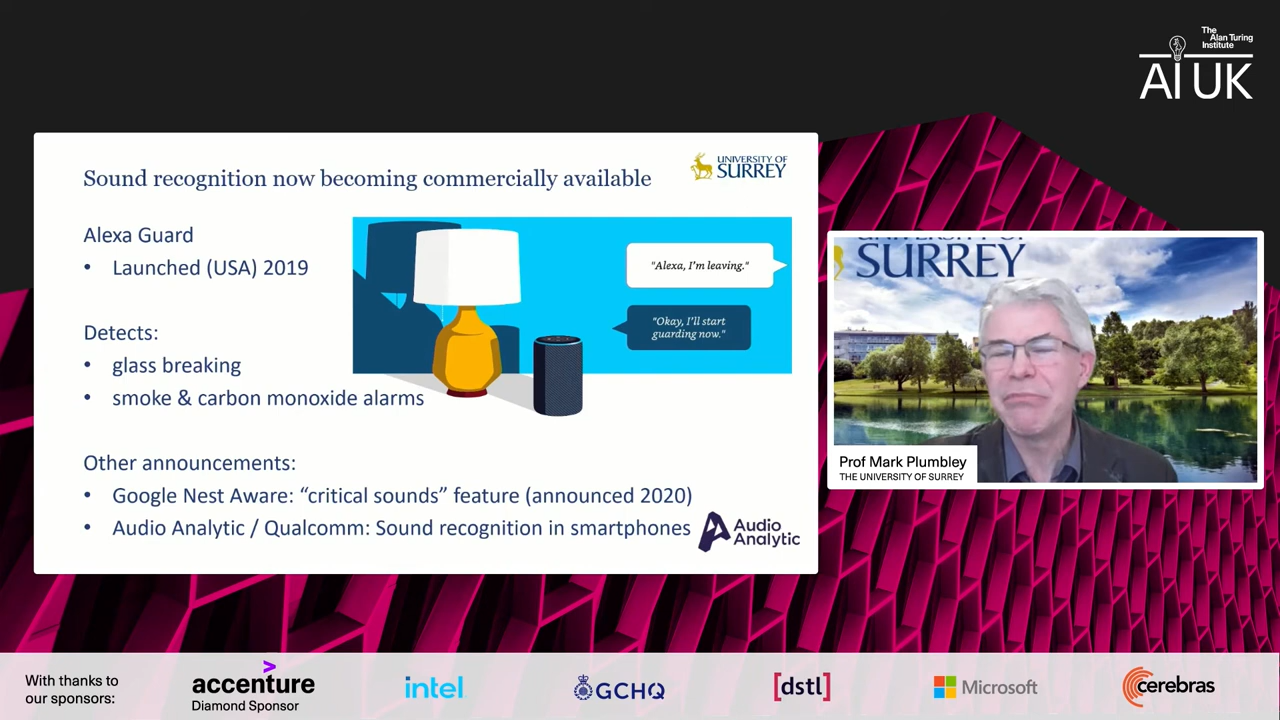 The
Alan Turing
Institute
AI UK
Sound recognition now becoming commercially available
UNIVERSITY OF
SURREY
Alexa Guard
• Launched (USA) 2019
"Alexa, I'm leaving."
"Okay, I'll start
guarding now."
Detects:
• glass breaking
• smoke & carbon monoxide alarms
Other announcements:
• Google Nest Aware: “critical sounds” feature (announced 2020)
• Audio Analytic / Qualcomm: Sound recognition in smartphones
Audio
Analytic
UNIVERSITY OF
SURREY
Prof Mark Plumbley
THE UNIVERSITY OF SURREY
With thanks to
our sponsors:
accenture
Diamond Sponsor
intel
GCHQ
[dstl]
Microsoft
cerebras